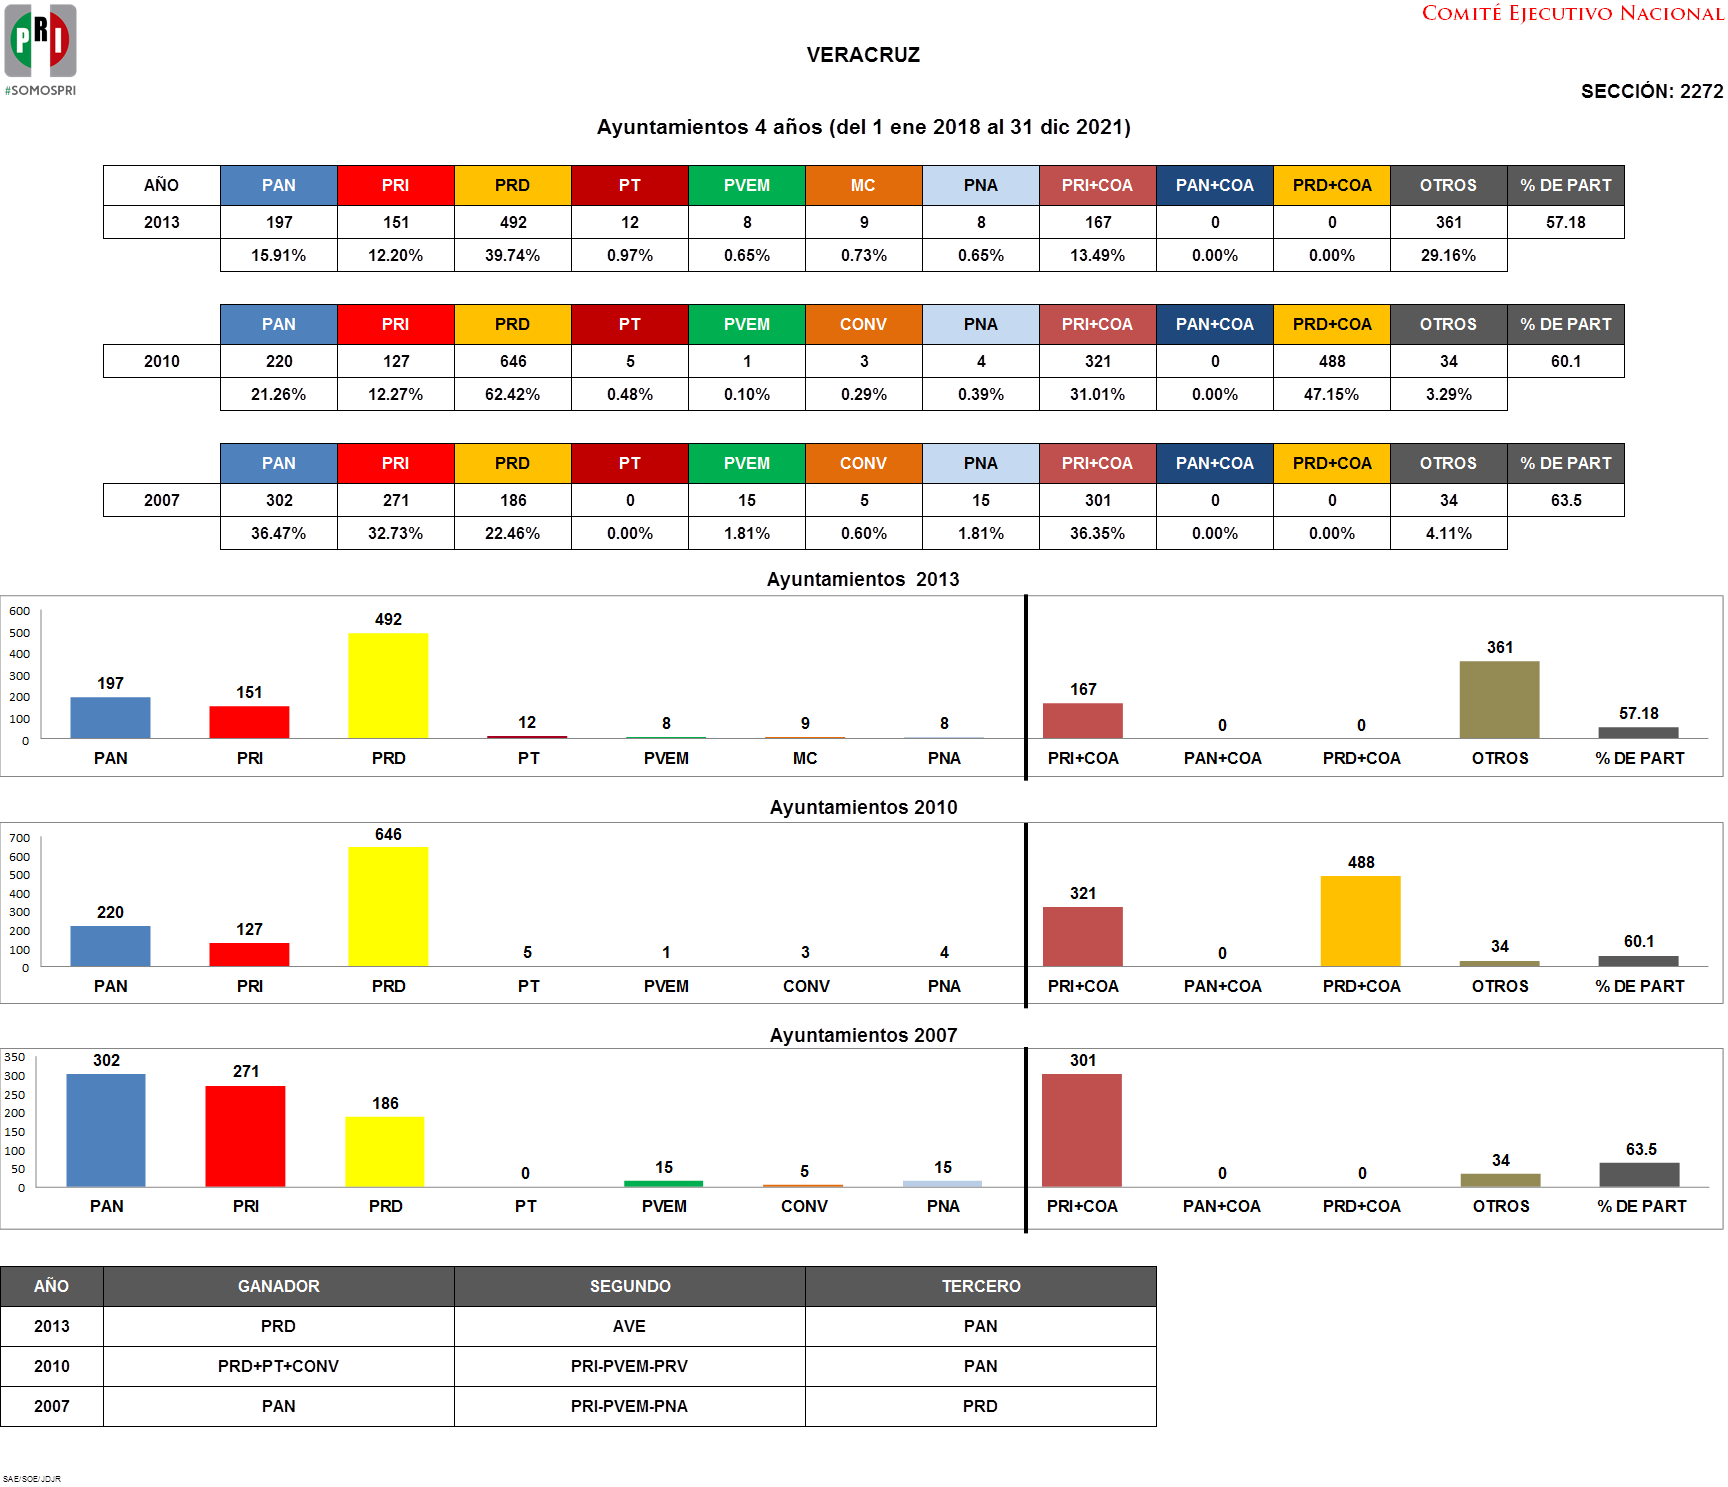 PRI
#SOMOSPRI
COMITÉ EJECUTIVO NACIONAL
VERACRUZ
SECCIÓN: 2272
Ayuntamientos 4 años (del 1 ene 2018 al 31 dic 2021)
AÑO PAN PRI PRD PT PVEM MC PNA PRI+COA PAN+COA PRD+COA OTROS % DE PART
2013 197 151 492 12 8 9 8 167 0 0 361 57.18
15.91% 12.20% 39.74% 0.97% 0.65% 0.73% 0.65% 13.49% 0.00% 0.00% 29.16%
PAN PRI PRD PT PVEM CONV PNA PRI+COA PAN+COA PRD+COA OTROS % DE PART
2010 220 127 646 5 1 3 4 321 0 488 34 60.1
21.26% 12.27% 62.42% 0.48% 0.10% 0.29% 0.39% 31.01% 0.00% 47.15% 3.29%
PAN PRI PRD PT PVEM CONV PNA PRI+COA PAN+COA PRD+COA OTROS % DE PART
2007 302 271 186 0 15 5 15 301 0 0 34 63.5
36.47% 32.73% 22.46% 0.00% 1.81% 0.60% 1.81% 36.35% 0.00% 0.00% 4.11%
Ayuntamientos 2013
600
500
400
300
200
100
0
197 151 492 12 8 9 8 167 0 0 361 57.18
PAN PRI PRD PT PVEM MC PNA PRI+COA PAN+COA PRD+COA OTROS % DE PART
Ayuntamientos 2010
700
600
500
400
300
200
100
0
220 127 646 5 1 3 4 321 0 488 34 60.1
PAN PRI PRD PT PVEM CONV PNA PRI+COA PAN+COA PRD+COA OTROS % DE PART
Ayuntamientos 2007
350
300
250
200
150
100
50
0
302 271 186 0 15 5 15 301 0 0 34 63.5
PAN PRI PRD PT PVEM CONV PNA PRI+COA PAN+COA PRD+COA OTROS % DE PART
AÑO GANADOR SEGUNDO TERCERO
2013 PRD AVE PAN
2010 PRD+PT+CONV PRI-PVEM-PRV PAN
2007 PAN PRI-PVEM-PNA PRD
SAE/SOE/JDJR